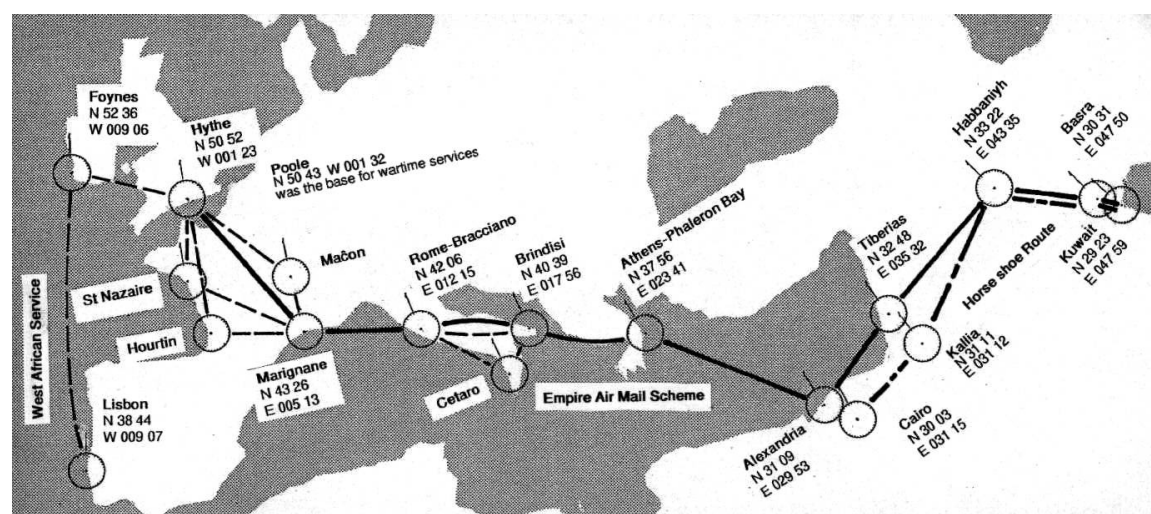 Foynes
N 52 36
W 009 06
Hythe
N 50 52
W 001 23
Poole
N 50 43 W 001 32
was the base for wartime services
Mačon
St Nazaire
Hourtin
West African Service
Lisbon
N 38 44
W 009 07
Marignane
N 43 26
E 005 13
Rome-Bracciano
N 42 06
E 012 15
Brindisi
N 40 39
E 017 56
Cetaro
Athens-Phaleron Bay
N 37 56
E 023 41
Empire Air Mail Scheme
Alexandria
N 31 09
E 029 53
Cairo
N 30 03
E 031 15
Tiberias
N 32 48
E 035 32
Kallia
N 31 11
E 031 12
Horse shoe Route
Habbaniyh
N 33 22
E 043 35
Basra
N 30 31
E 047 50
Kuwait
N 29 23
E 047 59